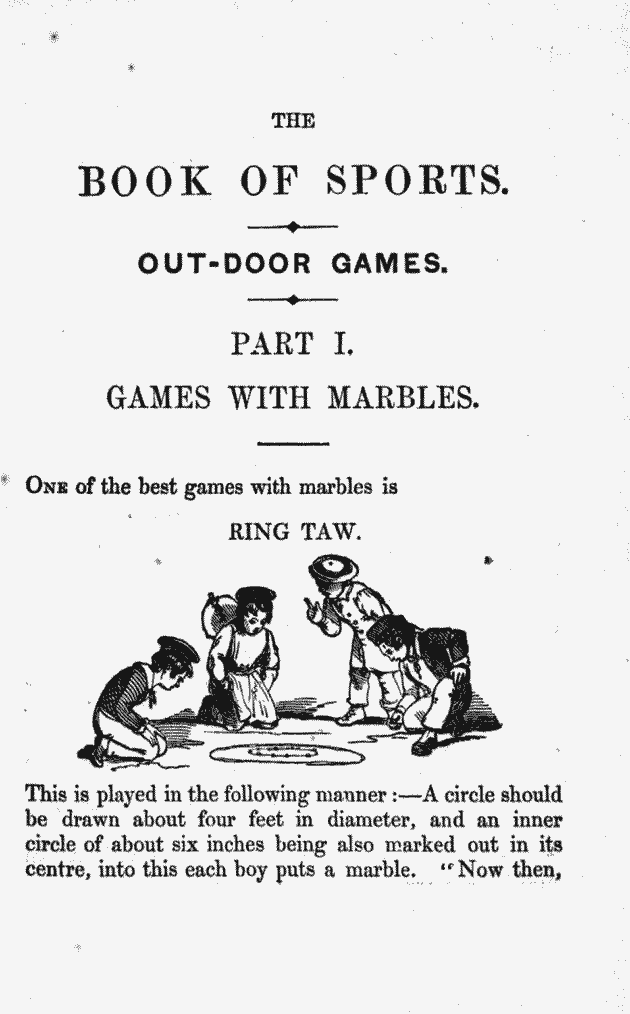 THE
BOOK OF SPORTS.
OUT-DOOR GAMES.
PART I.
GAMES WITH MARBLES.
ONE of the best games with marbles is
RING TAW.
This is played in the following manner :—A circle should
be drawn about four feet in diameter, and an inner
circle of about six inches being also marked out in its
centre, into this each boy puts a marble. "Now then,